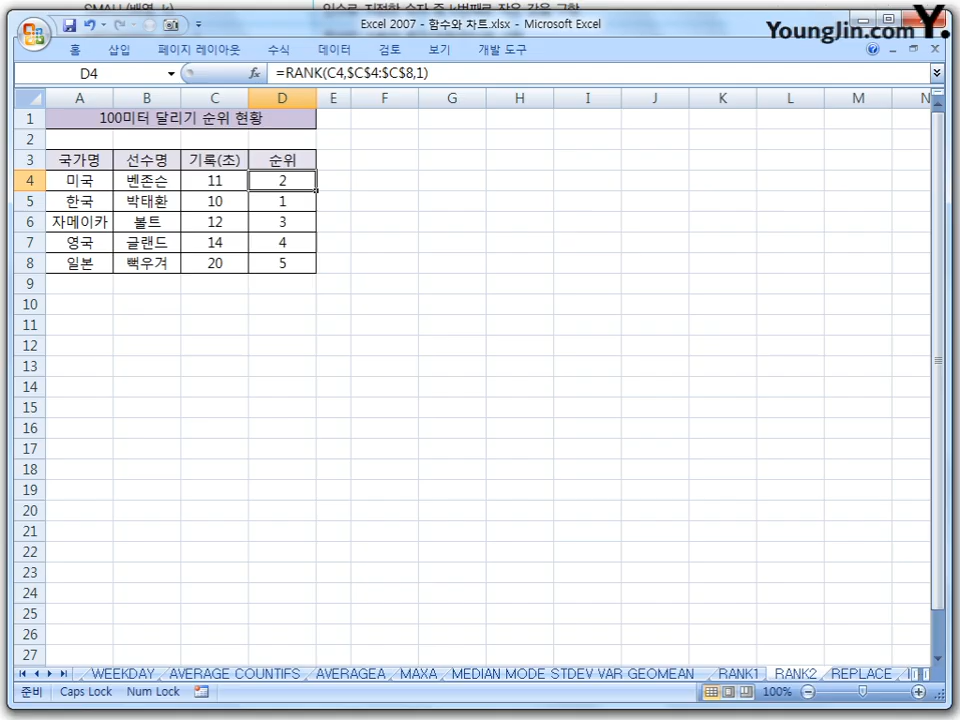 Excel 2007 - 함수와 차트.xlsx - Microsoft Excel
YoungJin.com Y.
홈 삽입 페이지 레이아웃 수식 데이터 검토 보기 개발 도구
D4 fx =RANK(C4,$C$4:$C$8,1)
A B C D E F G H I J K L M N
1 100미터 달리기 순위 현황
2
3 국가명 선수명 기록(초) 순위
4 미국 벤존슨 11 2
5 한국 박태환 10 1
6 자메이카 볼트 12 3
7 영국 글랜드 14 4
8 일본 뻑우겨 20 5
9
10
11
12
13
14
15
16
17
18
19
20
21
22
23
24
25
26
27
WEEKDAY AVERAGE COUNTIFS AVERAGEA MAXA MEDIAN MODE STDEV VAR GEOMEAN RANK1 RANK2 REPLACE
준비 Caps Lock Num Lock 100%